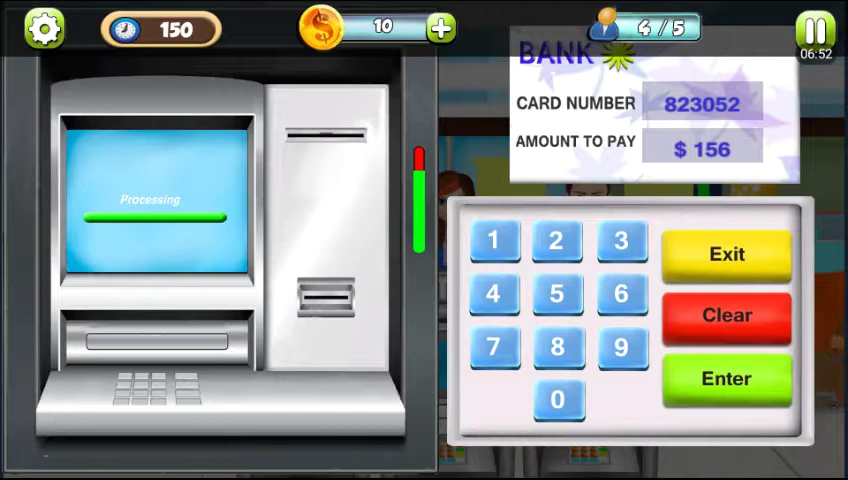 150
$ 10 +
4 / 5
06:52
BANK
CARD NUMBER 823052
AMOUNT TO PAY $ 156
Processing
1 2 3 Exit
4 5 6 Clear
7 8 9 Enter
0